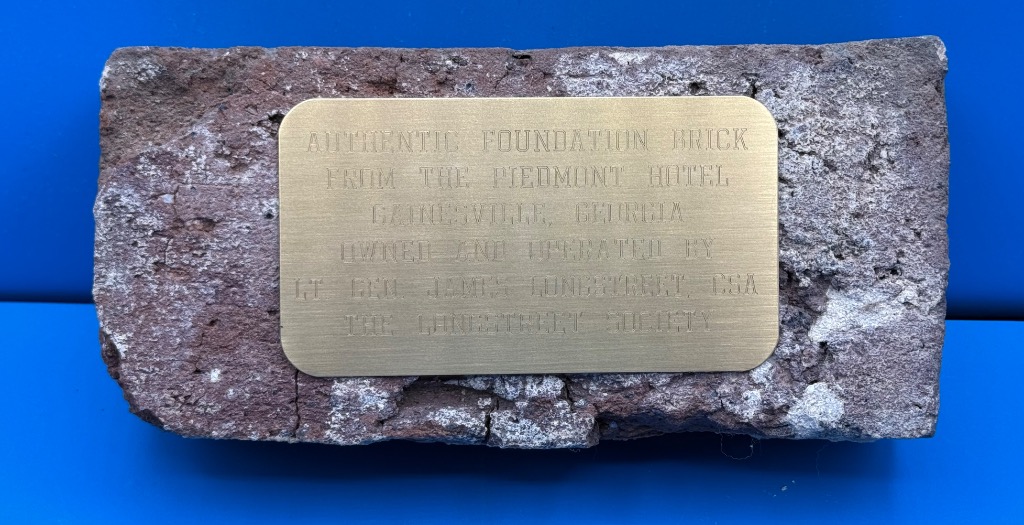 AUTHENTIC FOUNDATION BRICK
FROM THE PIEDMONT HOTEL
GAINESVILLE, GEORGIA
OWNED AND OPERATED BY
LT GEN. JAMES LONGSTREET, CSA
THE LONGSTREET SOCIETY